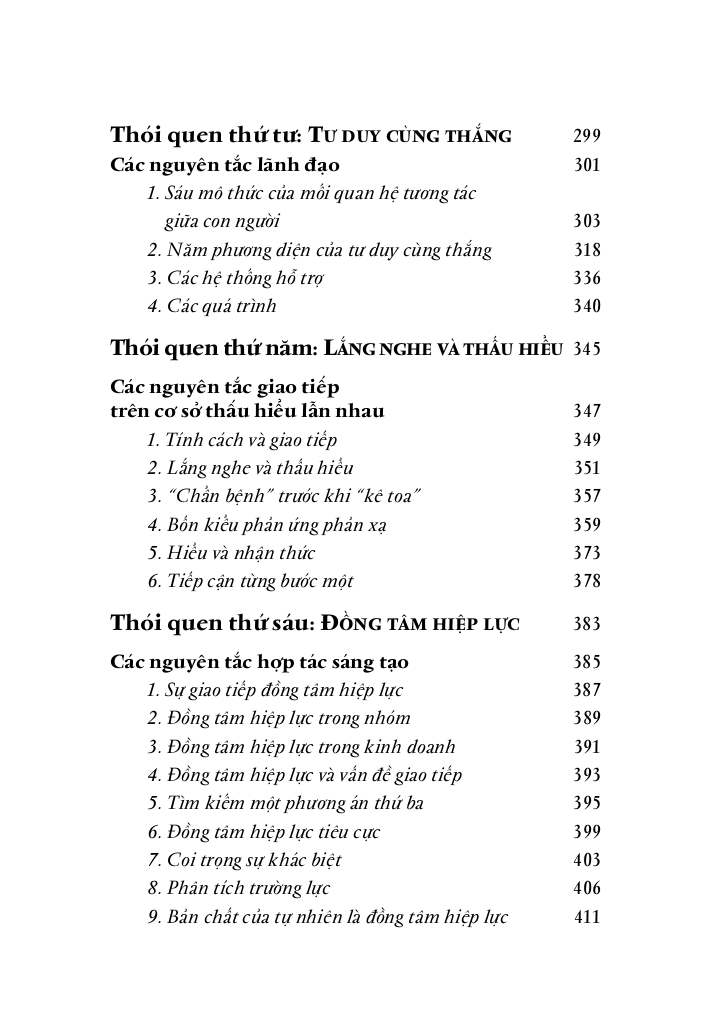 Thói quen thứ tư: TƯ DUY CÙNG THẮNG 299
Các nguyên tắc lãnh đạo 301
1. Sáu mô thức của mối quan hệ tương tác
giữa con người 303
2. Năm phương diện của tư duy cùng thắng 318
3. Các hệ thống hỗ trợ 336
4. Các quá trình 340
Thói quen thứ năm: LẮNG NGHE VÀ THẤU HIỂU 345
Các nguyên tắc giao tiếp
trên cơ sở thấu hiểu lẫn nhau 347
1. Tính cách và giao tiếp 349
2. Lắng nghe và thấu hiểu 351
3. “Chẩn bệnh” trước khi “kê toa” 357
4. Bốn kiểu phản ứng phản xạ 359
5. Hiểu và nhận thức 373
6. Tiếp cận từng bước một 378
Thói quen thứ sáu: ĐỒNG TÂM HIỆP LỰC 383
Các nguyên tắc hợp tác sáng tạo 385
1. Sự giao tiếp đồng tâm hiệp lực 387
2. Đồng tâm hiệp lực trong nhóm 389
3. Đồng tâm hiệp lực trong kinh doanh 391
4. Đồng tâm hiệp lực và vấn đề giao tiếp 393
5. Tìm kiếm một phương án thứ ba 395
6. Đồng tâm hiệp lực tiêu cực 399
7. Coi trọng sự khác biệt 403
8. Phân tích trường lực 406
9. Bản chất của tự nhiên là đồng tâm hiệp lực 411